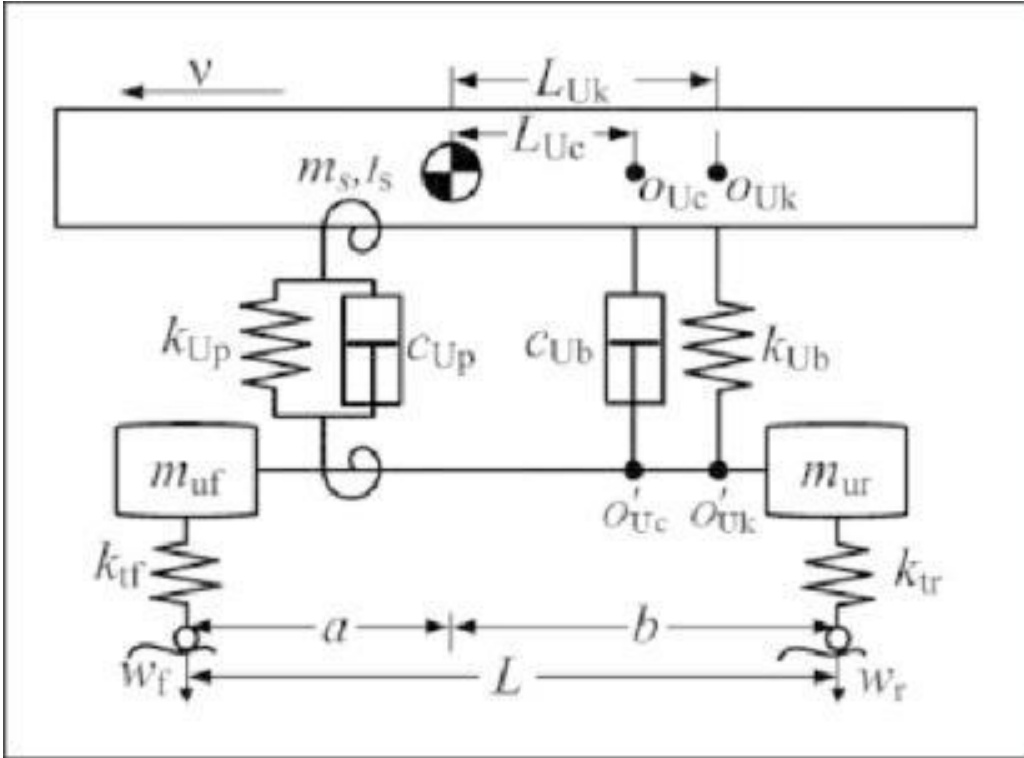 v
L_Uk
L_Uc
m_s, I_s
o_Uc o_Uk
k_Up c_Up c_Ub k_Ub
m_uf m_ur
o'_Uc o'_Uk
k_tf k_tr
a b
w_f L w_r